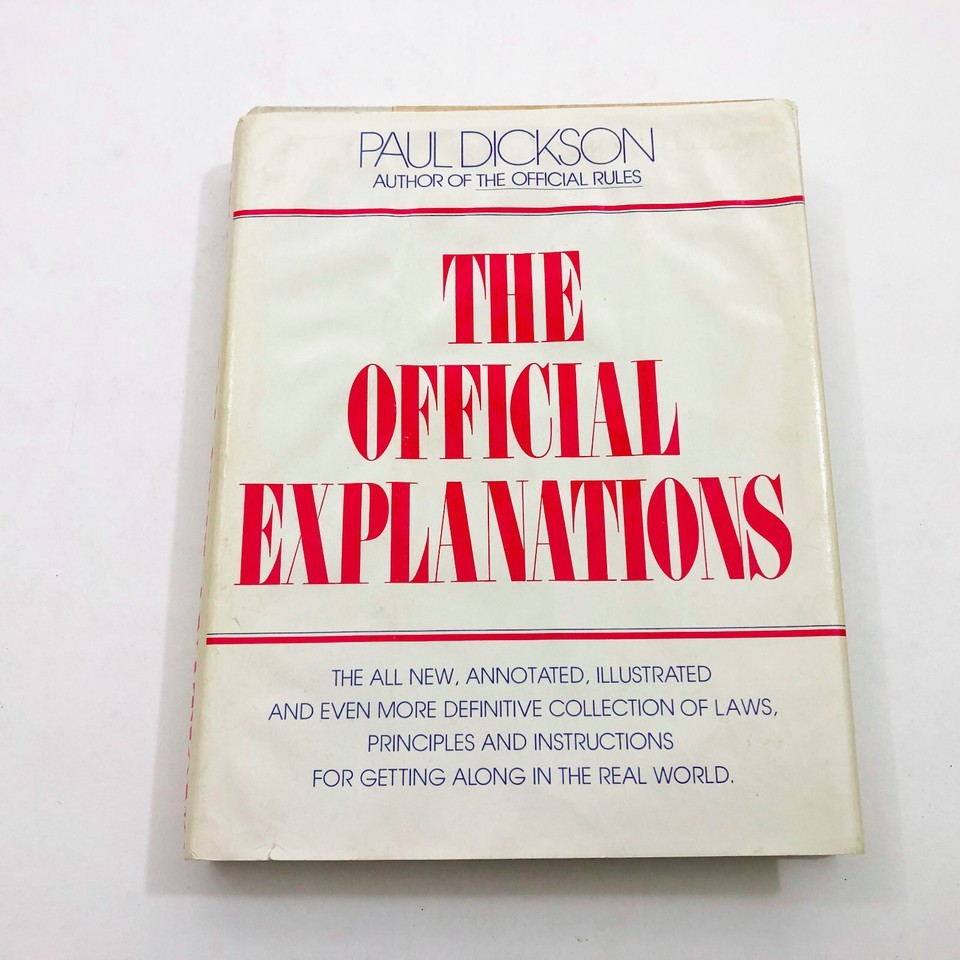 PAUL DICKSON
AUTHOR OF THE OFFICIAL RULES
THE
OFFICIAL
EXPLANATIONS
THE ALL NEW, ANNOTATED, ILLUSTRATED
AND EVEN MORE DEFINITIVE COLLECTION OF LAWS,
PRINCIPLES AND INSTRUCTIONS
FOR GETTING ALONG IN THE REAL WORLD.